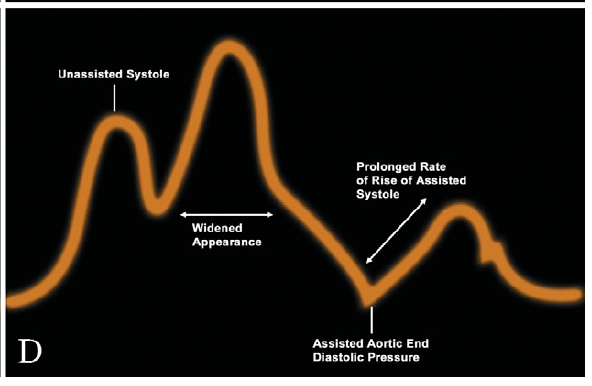 Unassisted Systole
Prolonged Rate
of Rise of Assisted
Systole
Widened
Appearance
Assisted Aortic End
Diastolic Pressure
D